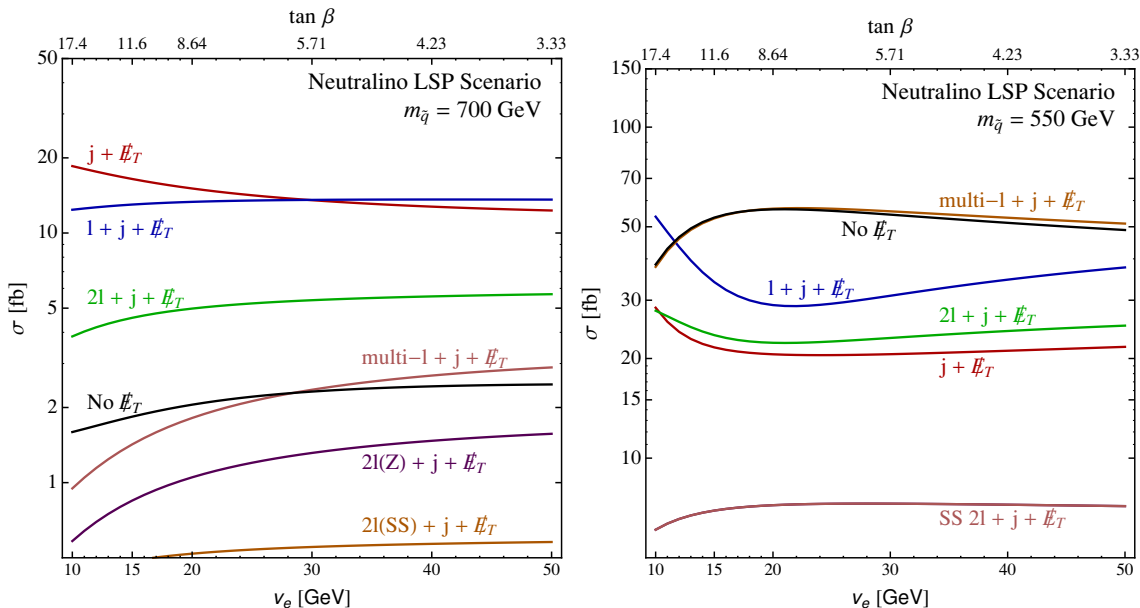 tan β
17.4 11.6 8.64 5.71 4.23 3.33
50
20
10
5
2
1
σ [fb]
Neutralino LSP Scenario
m_q̃ = 700 GeV
j + E̸_T
l + j + E̸_T
2l + j + E̸_T
multi−l + j + E̸_T
No E̸_T
2l(Z) + j + E̸_T
2l(SS) + j + E̸_T
10 15 20 30 40 50
v_e [GeV]
tan β
17.4 11.6 8.64 5.71 4.23 3.33
150
100
70
50
30
20
15
10
σ [fb]
Neutralino LSP Scenario
m_q̃ = 550 GeV
multi−l + j + E̸_T
No E̸_T
l + j + E̸_T
2l + j + E̸_T
j + E̸_T
SS 2l + j + E̸_T
10 15 20 30 40 50
v_e [GeV]